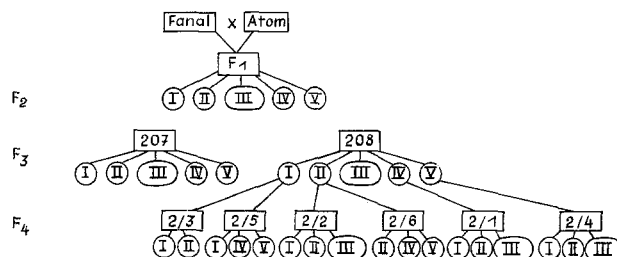 Fanal x Atom
F1
F2 I II III IV V
207 208
F3 I II III IV V I II III IV V
2/3 2/5 2/2 2/6 2/1 2/4
F4
I II I IV V I II III II IV V I II III I II III